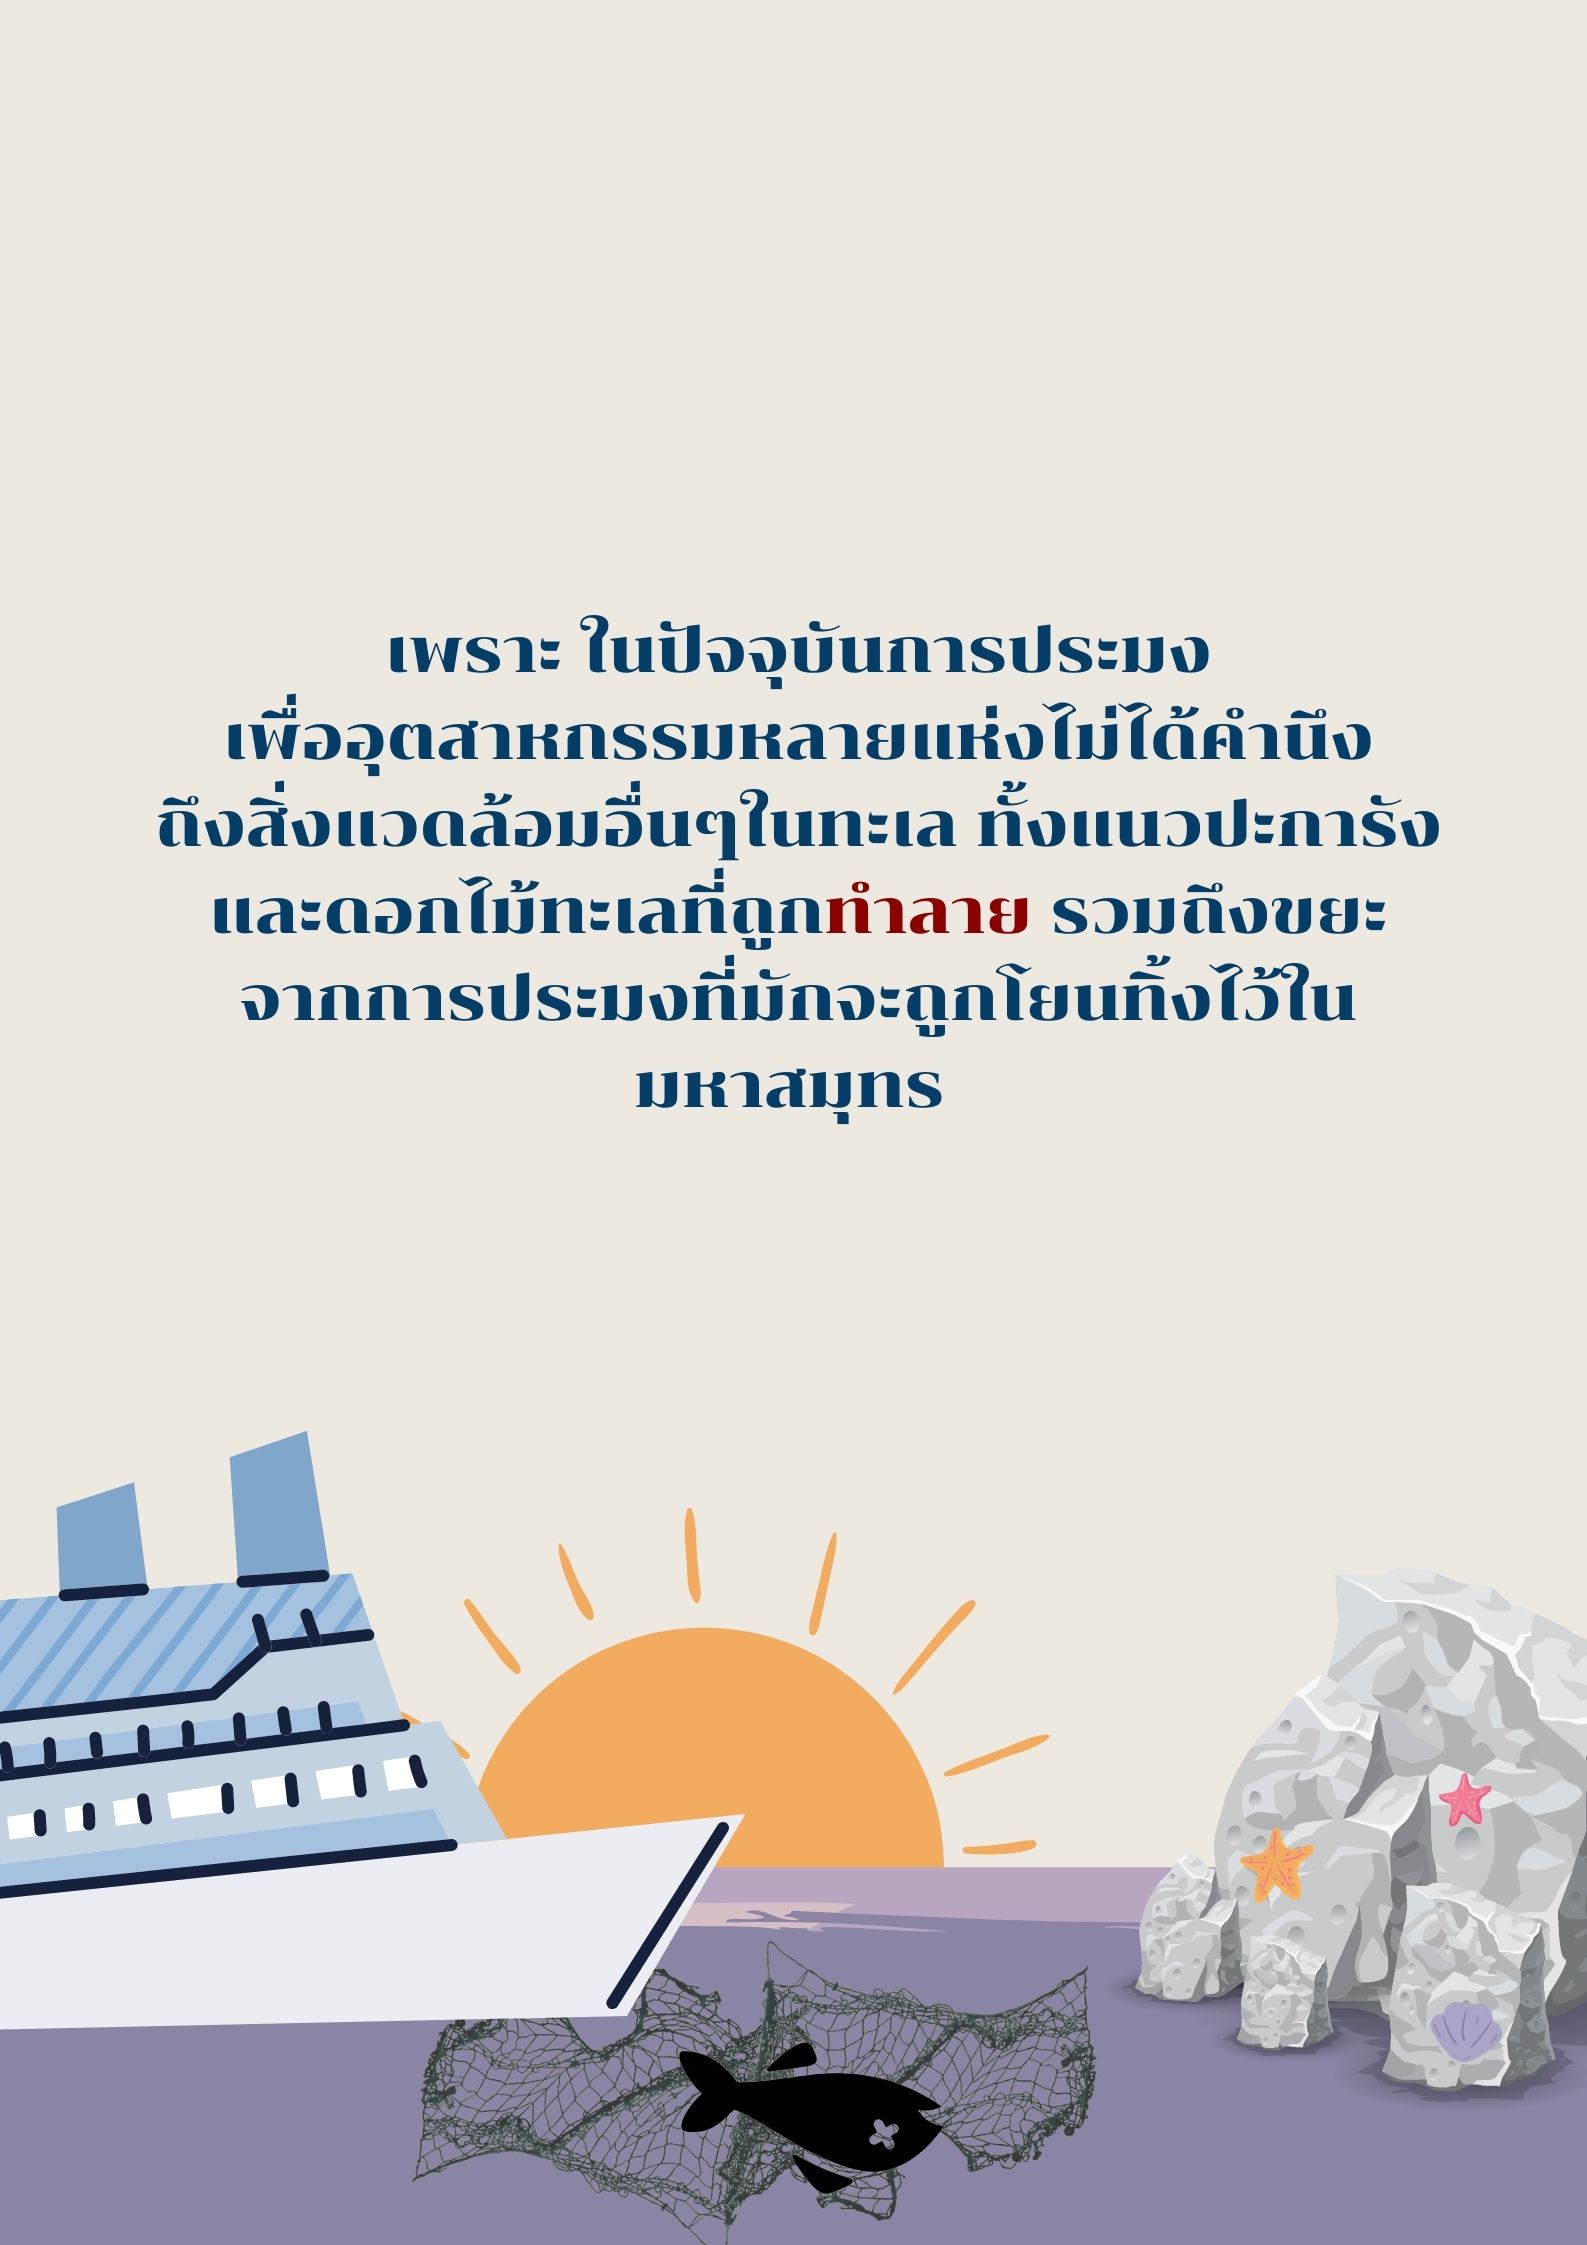 เพราะ ในปัจจุบันการประมง
เพื่ออุตสาหกรรมหลายแห่งไม่ได้คำนึง
ถึงสิ่งแวดล้อมอื่นๆในทะเล ทั้งแนวปะการัง
และดอกไม้ทะเลที่ถูกทำลาย รวมถึงขยะ
จากการประมงที่มักจะถูกโยนทิ้งไว้ใน
มหาสมุทร